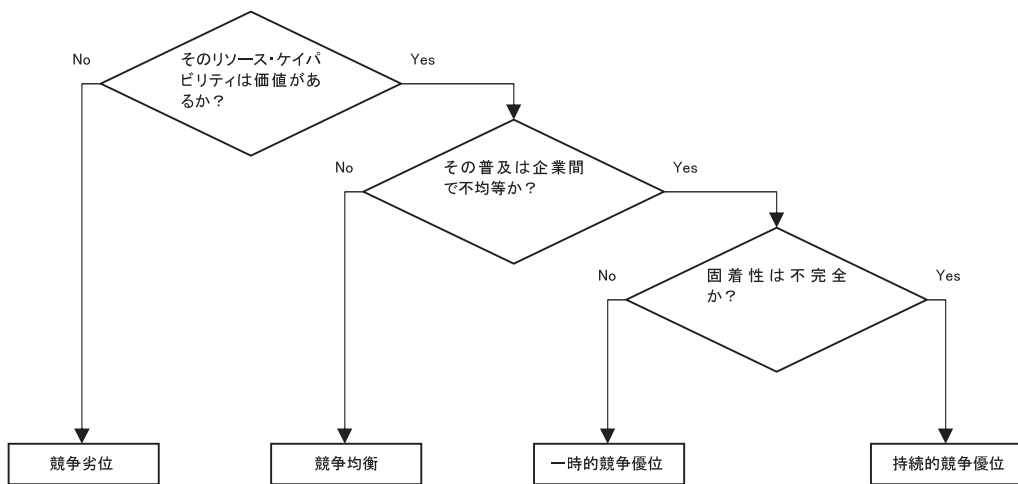 No
そのリソース・ケイパ
ビリティは価値があ
るか？
Yes
No
その普及は企業間
で不均等か？
Yes
No
固着性は不完全
か？
Yes
競争劣位
競争均衡
一時的競争優位
持続的競争優位